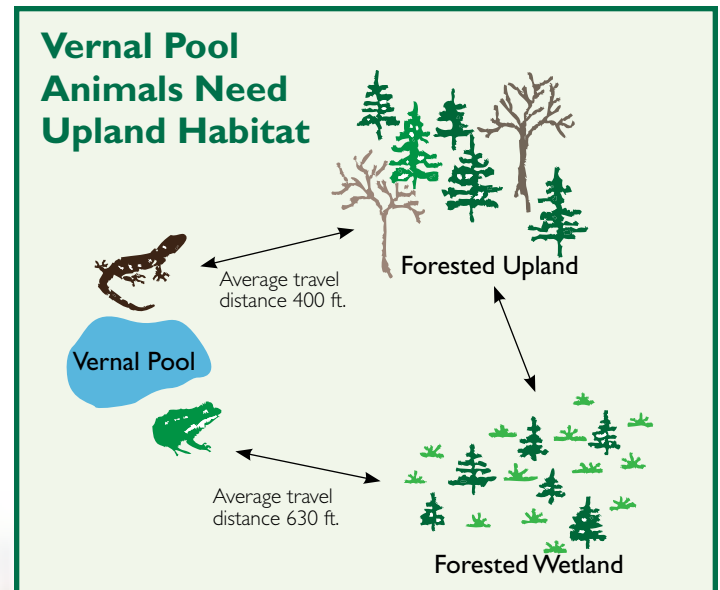 Vernal Pool
Animals Need
Upland Habitat
Forested Upland
Average travel
distance 400 ft.
Vernal Pool
Average travel
distance 630 ft.
Forested Wetland